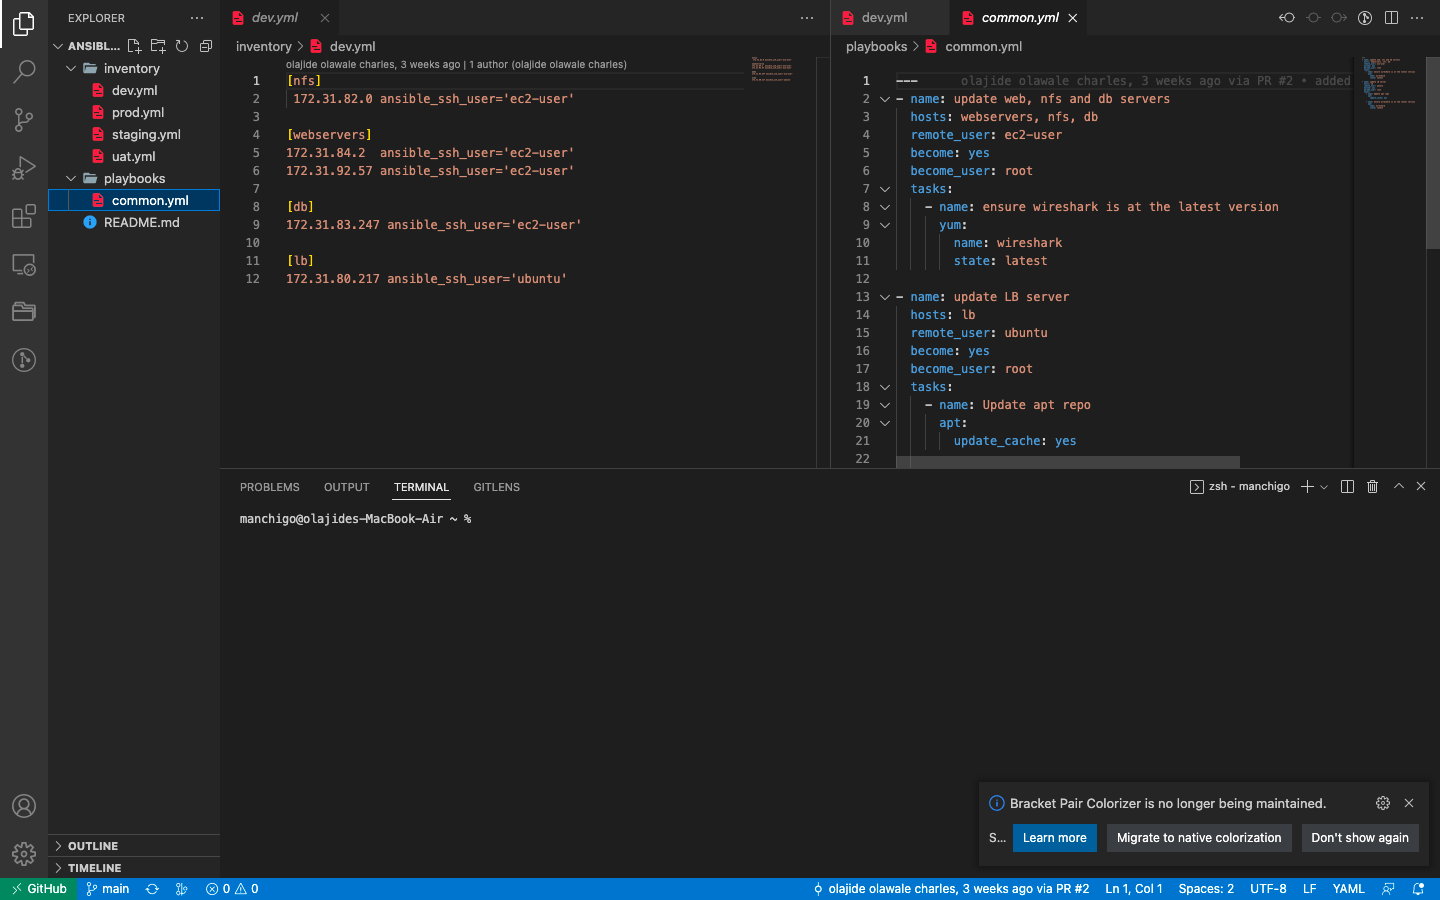 EXPLORER
ANSIBL...
inventory
dev.yml
prod.yml
staging.yml
uat.yml
playbooks
common.yml
README.md
OUTLINE
TIMELINE
dev.yml
inventory > dev.yml
olajide olawale charles, 3 weeks ago | 1 author (olajide olawale charles)
1 [nfs]
2 172.31.82.0 ansible_ssh_user='ec2-user'
3
4 [webservers]
5 172.31.84.2  ansible_ssh_user='ec2-user'
6 172.31.92.57 ansible_ssh_user='ec2-user'
7
8 [db]
9 172.31.83.247 ansible_ssh_user='ec2-user'
10
11 [lb]
12 172.31.80.217 ansible_ssh_user='ubuntu'
dev.yml common.yml
playbooks > common.yml
1 --- olajide olawale charles, 3 weeks ago via PR #2 • added
2 - name: update web, nfs and db servers
3 hosts: webservers, nfs, db
4 remote_user: ec2-user
5 become: yes
6 become_user: root
7 tasks:
8 - name: ensure wireshark is at the latest version
9 yum:
10 name: wireshark
11 state: latest
12
13 - name: update LB server
14 hosts: lb
15 remote_user: ubuntu
16 become: yes
17 become_user: root
18 tasks:
19 - name: Update apt repo
20 apt:
21 update_cache: yes
22
PROBLEMS OUTPUT TERMINAL GITLENS
zsh - manchigo
manchigo@olajides-MacBook-Air ~ %
Bracket Pair Colorizer is no longer being maintained.
S... Learn more Migrate to native colorization Don't show again
GitHub main 0 0 olajide olawale charles, 3 weeks ago via PR #2 Ln 1, Col 1 Spaces: 2 UTF-8 LF YAML